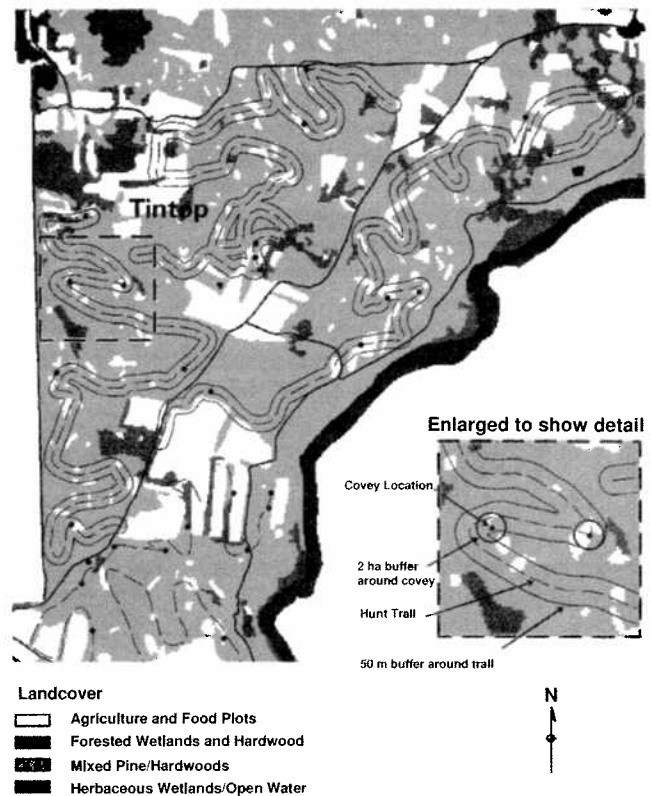 Tintop
Enlarged to show detail
Covey Location
2 ha buffer
around covey
Hunt Trail
50 m buffer around trail
Landcover
Agriculture and Food Plots
Forested Wetlands and Hardwood
Mixed Pine/Hardwoods
Herbaceous Wetlands/Open Water
N